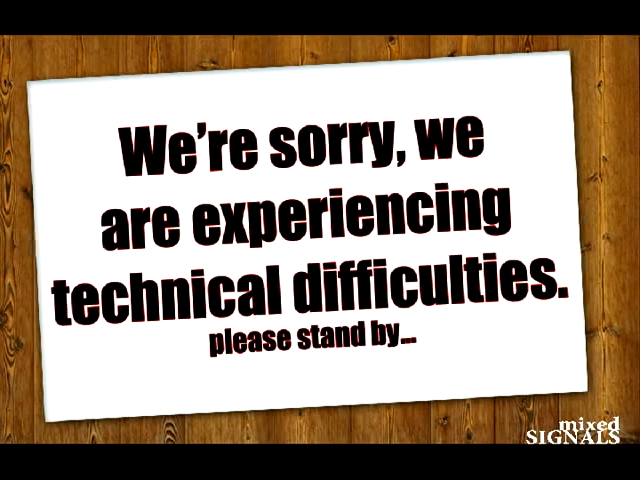 We're sorry, we
are experiencing
technical difficulties.
please stand by...
mixed
SIGNALS